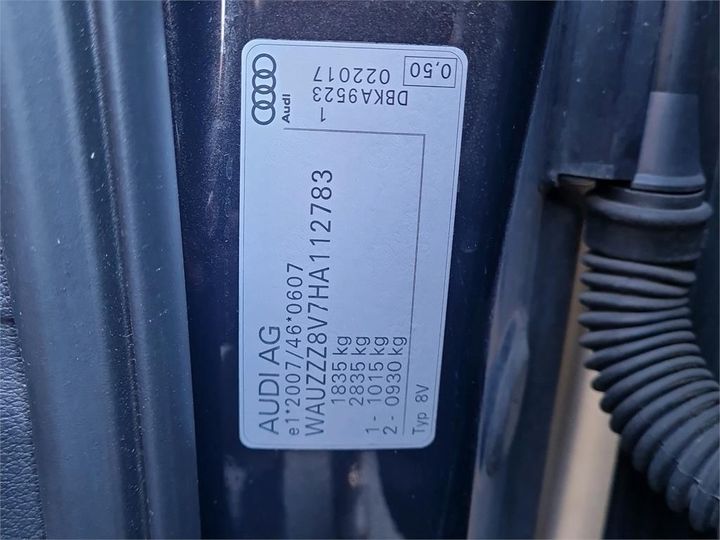 AUDI AG
e1*2007/46*0607
WAUZZZ8V7HA112783
1835 kg
2835 kg
1 - 1015 kg
2 - 0930 kg
Typ 8V
Audi
1
DBKA9523
022017
0,50